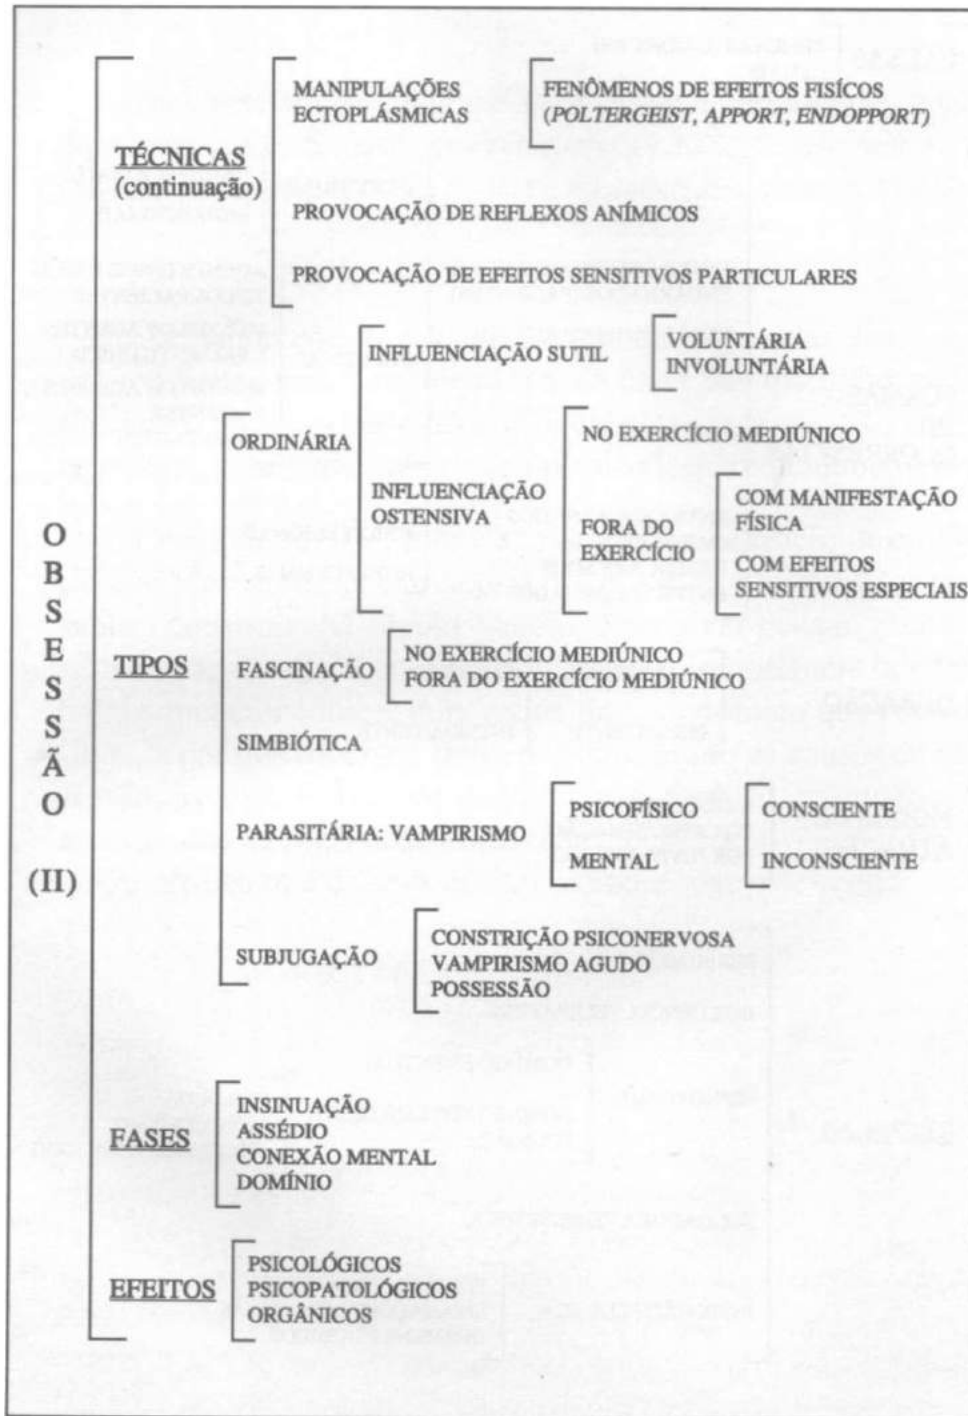 MANIPULAÇÕES
ECTOPLÁSMICAS
FENÔMENOS DE EFEITOS FISÍCOS
(POLTERGEIST, APPORT, ENDOPPORT)
TÉCNICAS
(continuação)
PROVOCAÇÃO DE REFLEXOS ANÍMICOS
PROVOCAÇÃO DE EFEITOS SENSITIVOS PARTICULARES
OBSESSÃO
(II)
TIPOS
ORDINÁRIA
INFLUENCIAÇÃO SUTIL
VOLUNTÁRIA
INVOLUNTÁRIA
INFLUENCIAÇÃO
OSTENSIVA
NO EXERCÍCIO MEDIÚNICO
FORA DO
EXERCÍCIO
COM MANIFESTAÇÃO
FÍSICA
COM EFEITOS
SENSITIVOS ESPECIAIS
FASCINAÇÃO
NO EXERCÍCIO MEDIÚNICO
FORA DO EXERCÍCIO MEDIÚNICO
SIMBIÓTICA
PARASITÁRIA: VAMPIRISMO
PSICOFÍSICO
MENTAL
CONSCIENTE
INCONSCIENTE
SUBJUGAÇÃO
CONSTRIÇÃO PSICONERVOSA
VAMPIRISMO AGUDO
POSSESSÃO
FASES
INSINUAÇÃO
ASSÉDIO
CONEXÃO MENTAL
DOMÍNIO
EFEITOS
PSICOLÓGICOS
PSICOPATOLÓGICOS
ORGÂNICOS